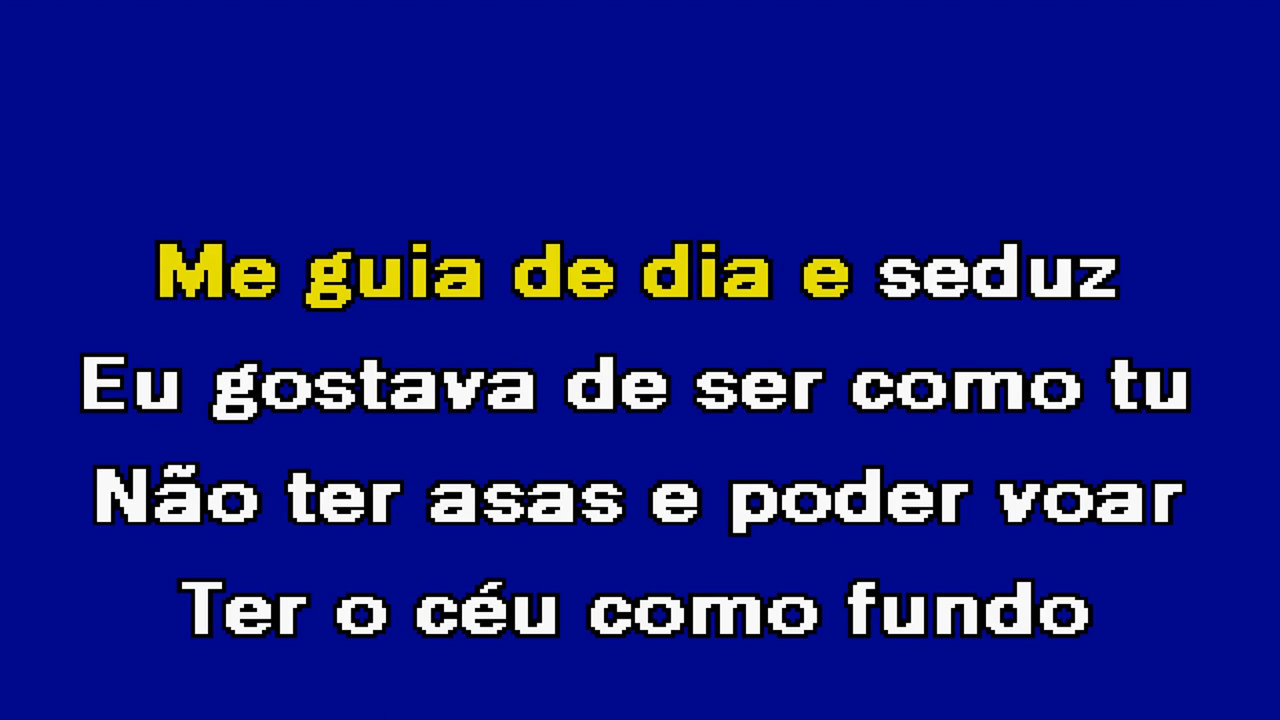 Me guia de dia e seduz
Eu gostava de ser como tu
Não ter asas e poder voar
Ter o céu como fundo